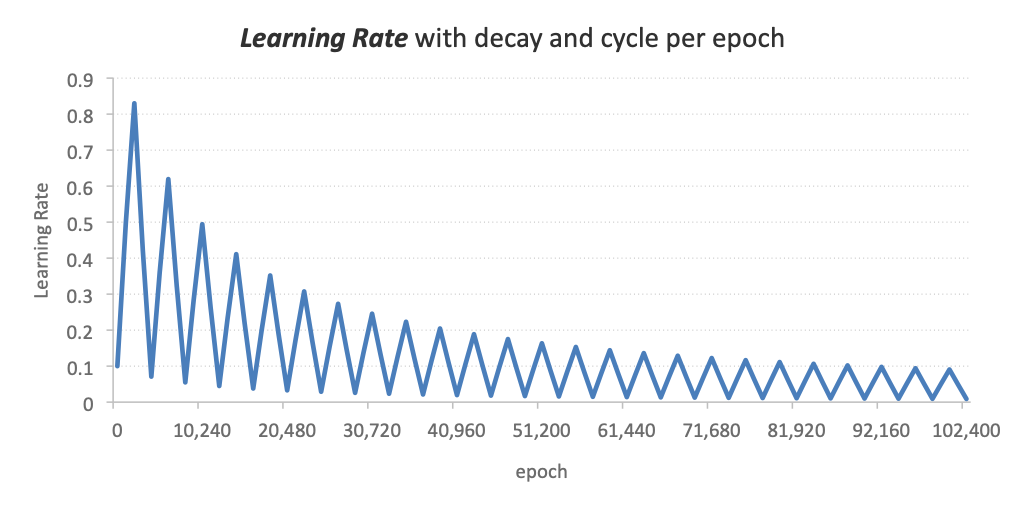 Learning Rate with decay and cycle per epoch
0.9
0.8
0.7
0.6
0.5
0.4
0.3
0.2
0.1
0
Learning Rate
0 10,240 20,480 30,720 40,960 51,200 61,440 71,680 81,920 92,160 102,400
epoch